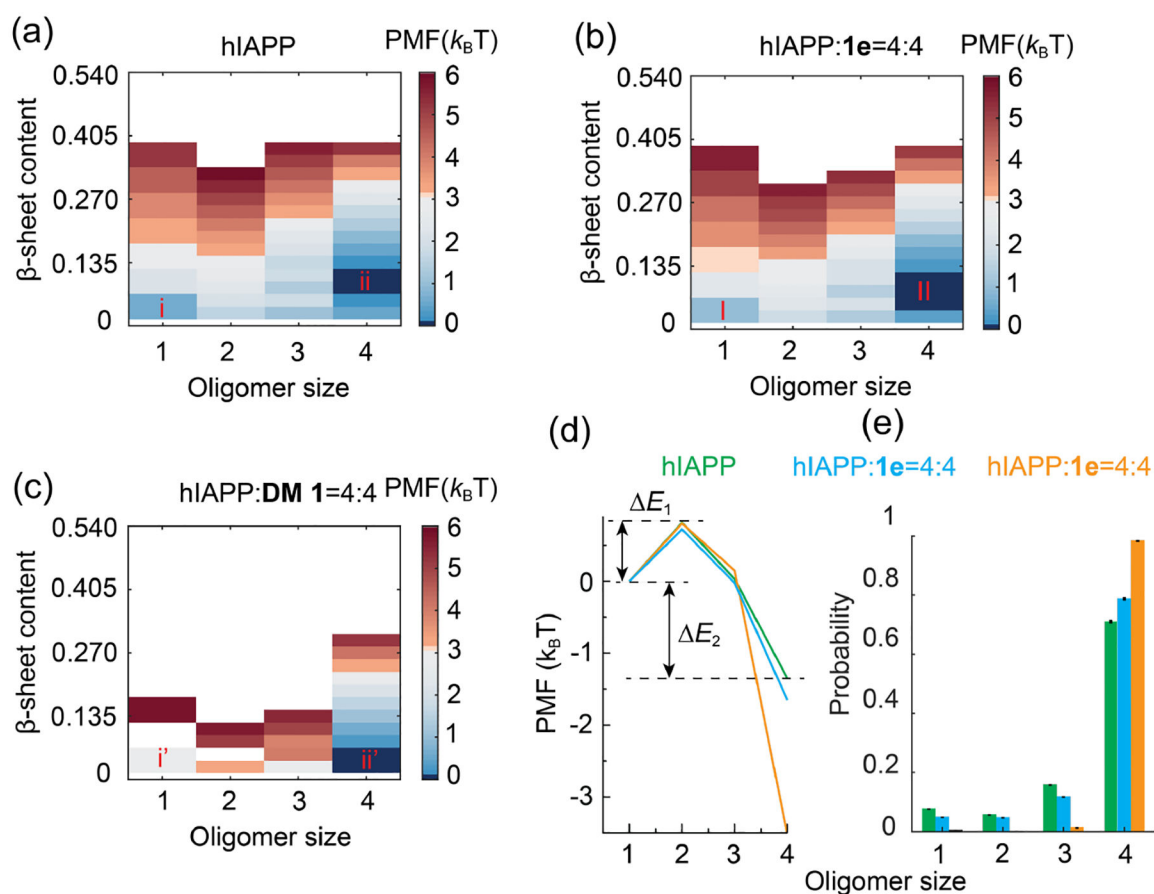 (a)
hIAPP
PMF(kBT)
β-sheet content
0.540
0.405
0.270
0.135
0
i
ii
1 2 3 4
Oligomer size
6
5
4
3
2
1
0
(b)
hIAPP:1e=4:4
PMF(kBT)
β-sheet content
0.540
0.405
0.270
0.135
0
I
II
1 2 3 4
Oligomer size
6
5
4
3
2
1
0
(c)
hIAPP:DM 1=4:4
PMF(kBT)
β-sheet content
0.540
0.405
0.270
0.135
0
i’
ii’
1 2 3 4
Oligomer size
6
5
4
3
2
1
0
(d)
(e)
hIAPP
hIAPP:1e=4:4
hIAPP:1e=4:4
PMF (kBT)
0
-1
-2
-3
ΔE1
ΔE2
1 2 3 4
Probability
1
0.8
0.6
0.4
0.2
0
1 2 3 4
Oligomer size